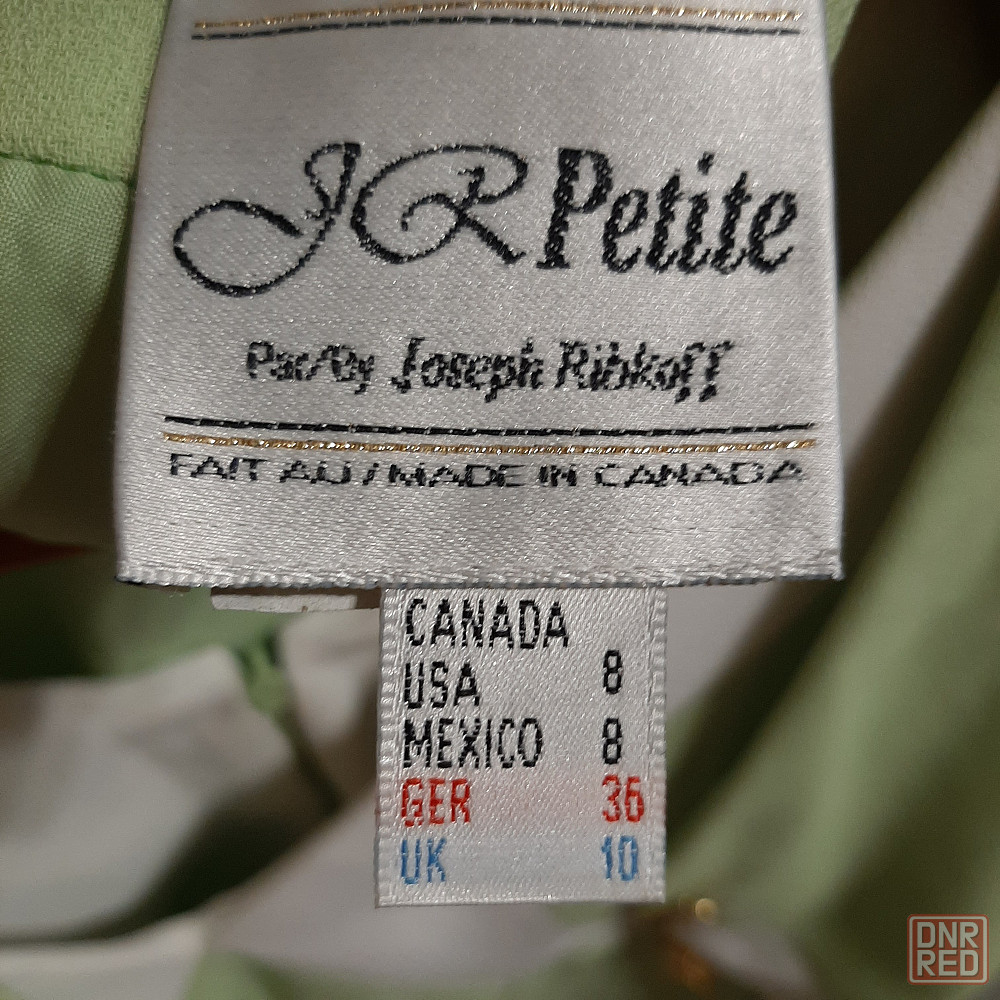 JR Petite
Par/By Joseph Ribkoff
FAIT AU / MADE IN CANADA
CANADA
USA 8
MEXICO 8
GER 36
UK 10
DNR
RED